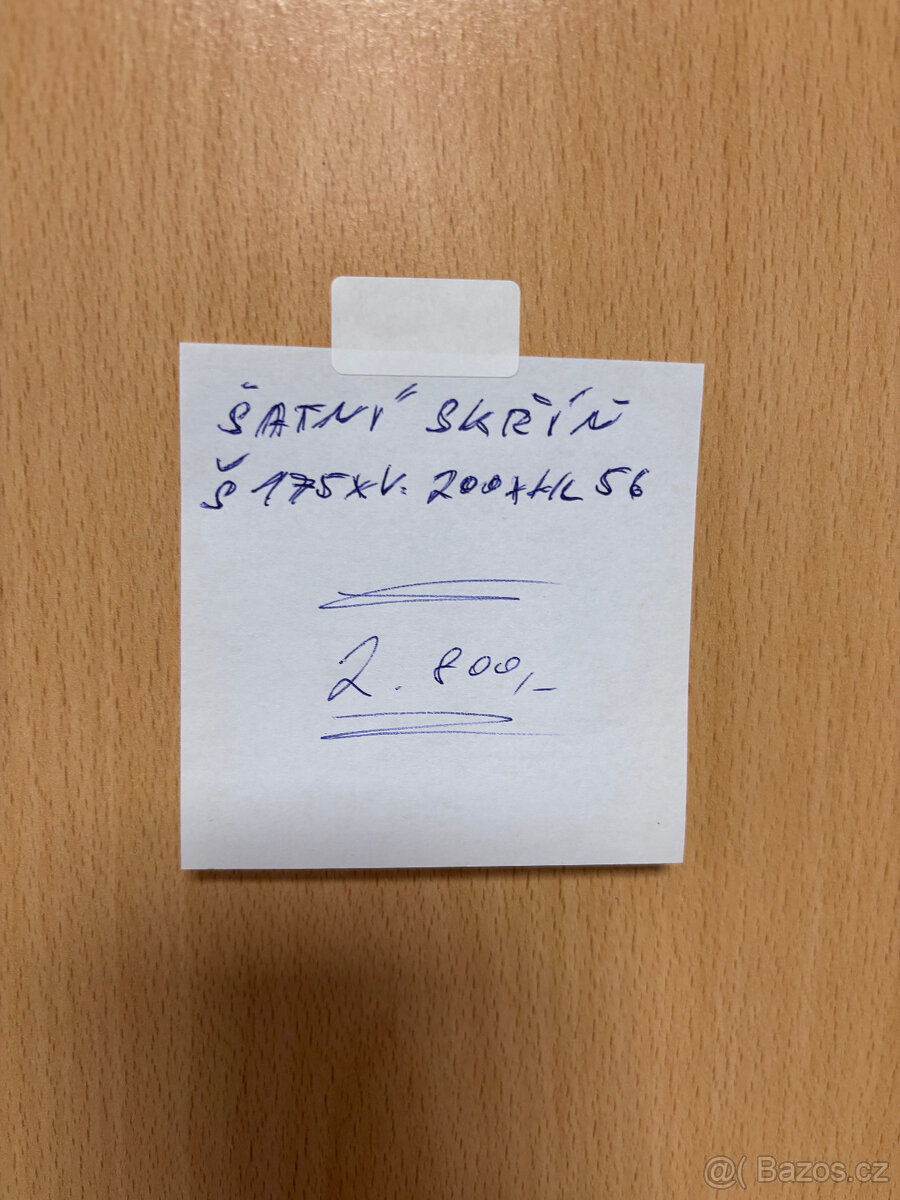 ŠATNÍ SKŘÍŇ
Š 175 x V. 200 x HL 56
2.800,-
@( Bazos.cz